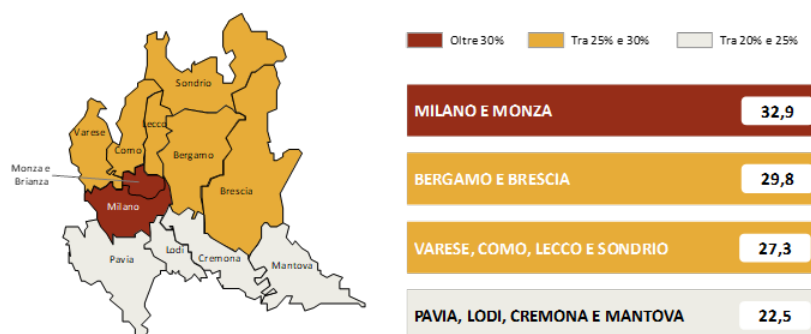 Oltre 30%
Tra 25% e 30%
Tra 20% e 25%
Sondrio
Lecco
Varese
Como
Bergamo
Monza e
Brianza
Brescia
Milano
Lodi
Pavia
Cremona
Mantova
MILANO E MONZA 32,9
BERGAMO E BRESCIA 29,8
VARESE, COMO, LECCO E SONDRIO 27,3
PAVIA, LODI, CREMONA E MANTOVA 22,5